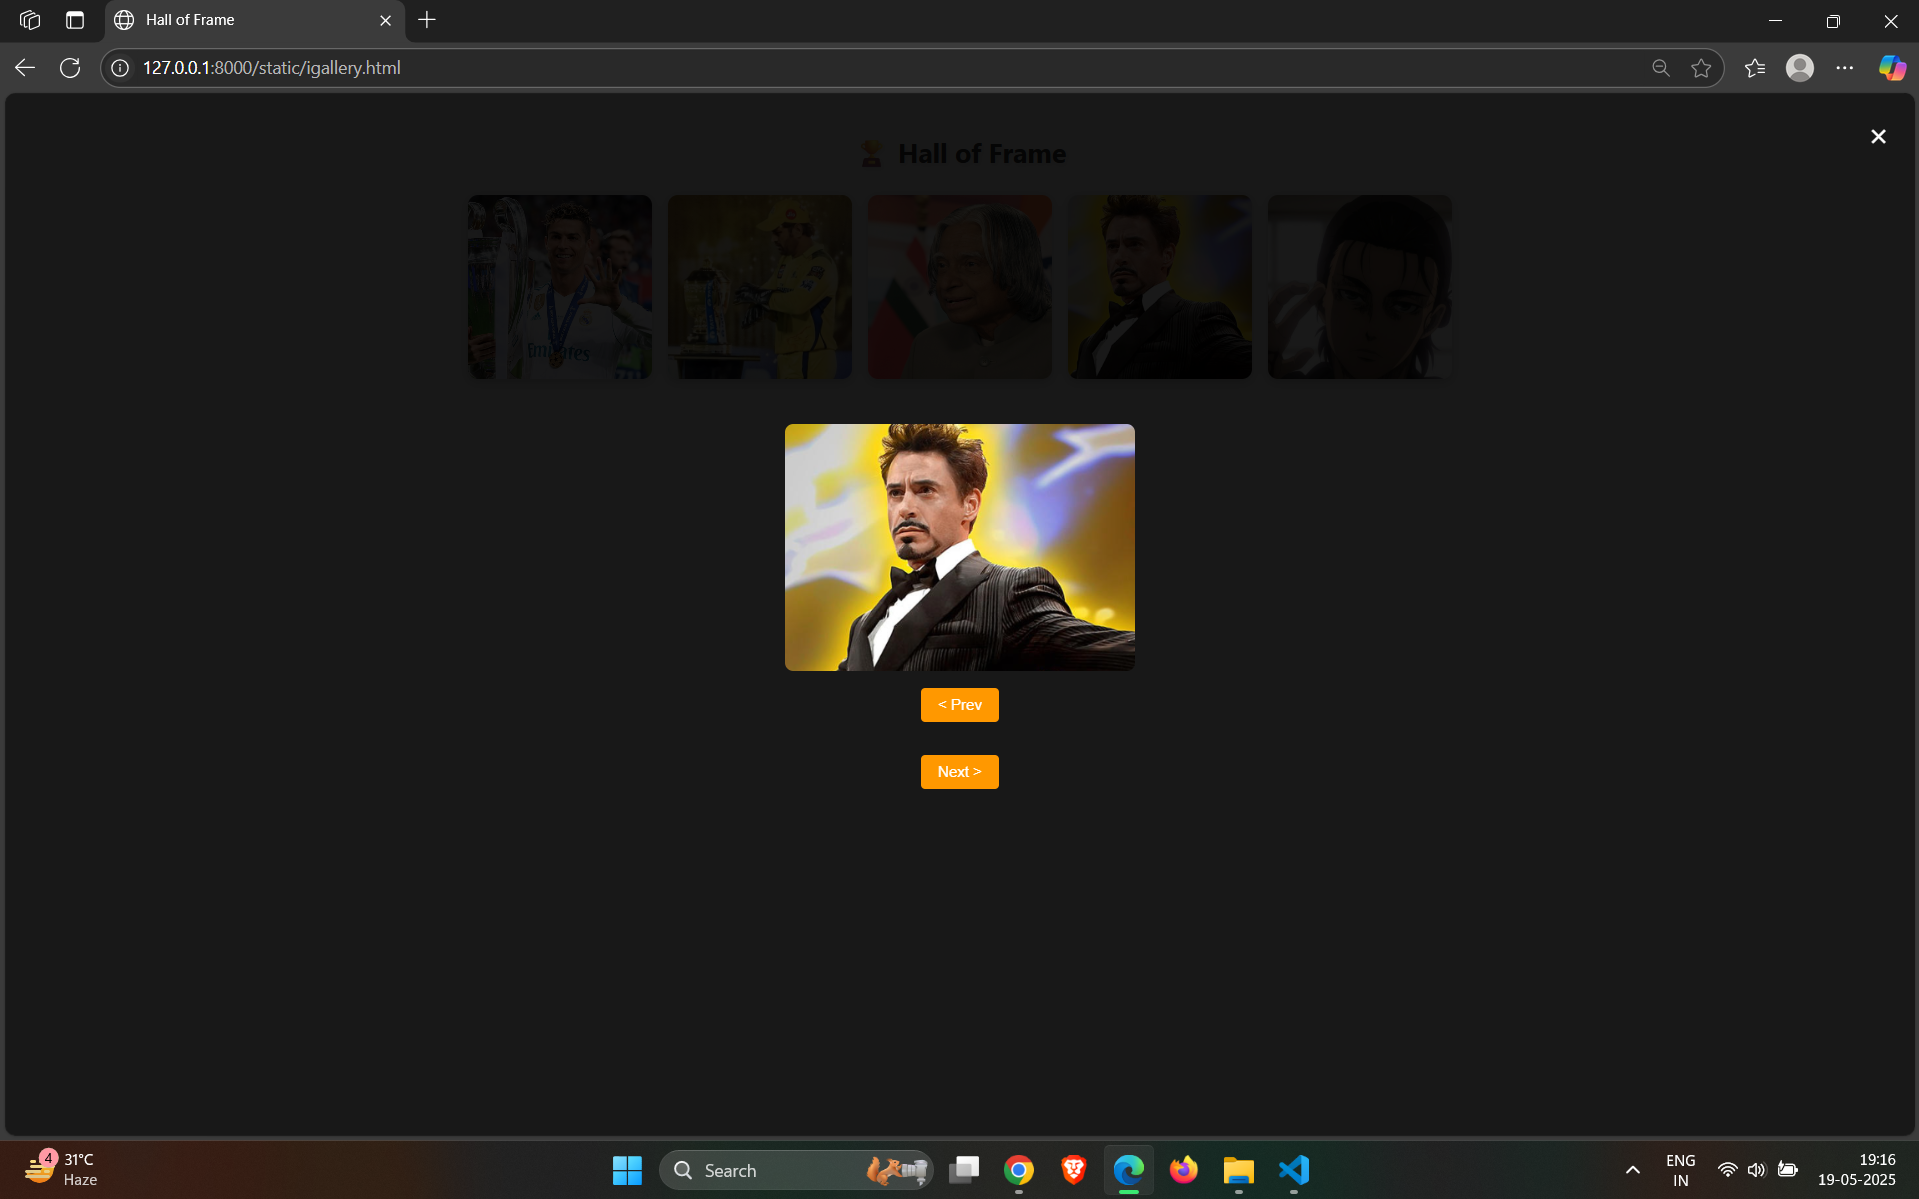 Hall of Frame
127.0.0.1:8000/static/igallery.html
🏆 Hall of Frame
Emirates
< Prev
Next >
4
31°C
Haze
Search
ENG
IN
19:16
19-05-2025